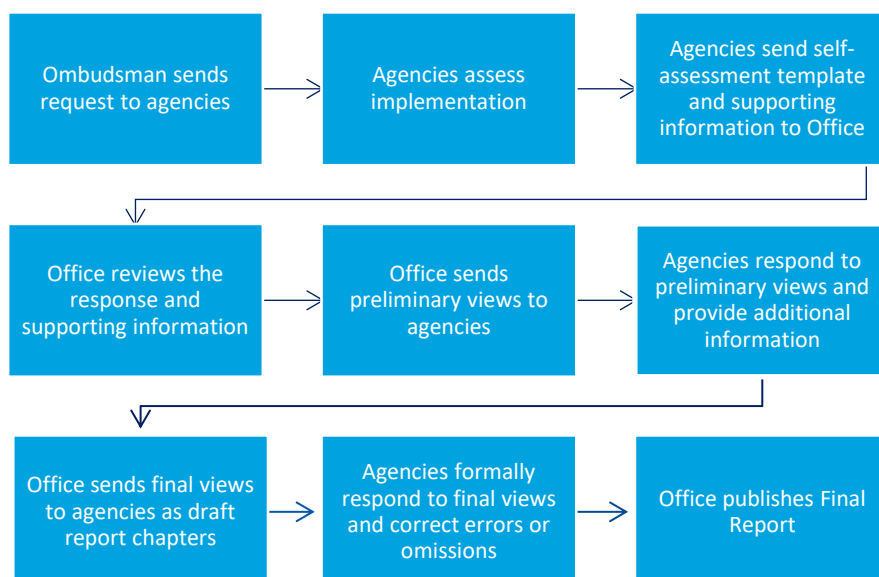 Ombudsman sends
request to agencies
Agencies assess
implementation
Agencies send self-
assessment template
and supporting
information to Office
Office reviews the
response and
supporting information
Office sends
preliminary views to
agencies
Agencies respond to
preliminary views and
provide additional
information
Office sends final views
to agencies as draft
report chapters
Agencies formally
respond to final views
and correct errors or
omissions
Office publishes Final
Report